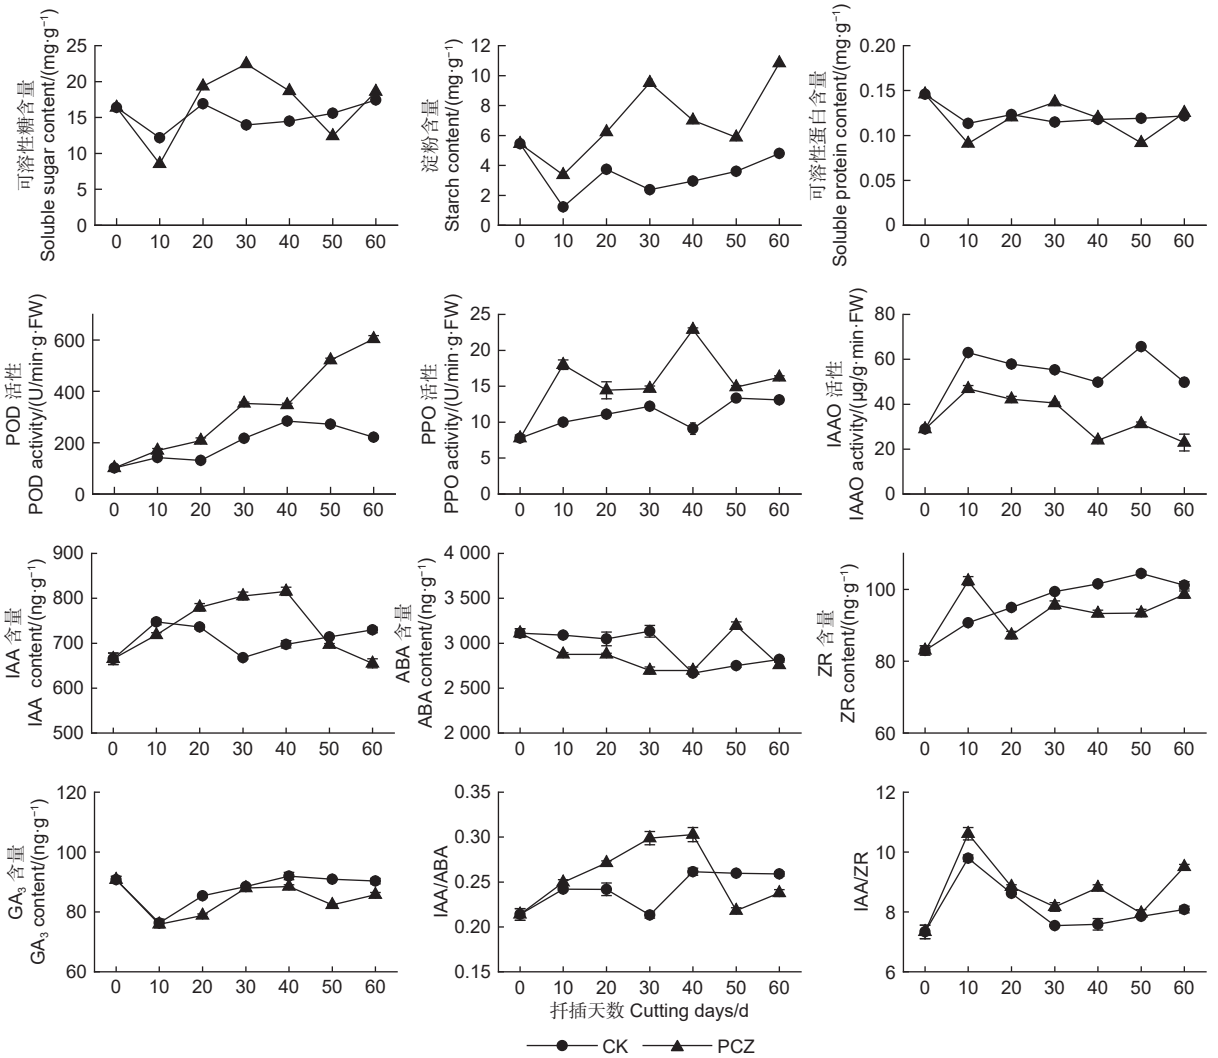 可溶性糖含量
Soluble sugar content/(mg·g⁻¹)
25
20
15
10
5
0
0 10 20 30 40 50 60
淀粉含量
Starch content/(mg·g⁻¹)
12
10
8
6
4
2
0
0 10 20 30 40 50 60
可溶性蛋白含量
Soluble protein content/(mg·g⁻¹)
0.20
0.15
0.10
0.05
0
0 10 20 30 40 50 60
POD 活性
POD activity/(U/min·g·FW)
600
400
200
0
0 10 20 30 40 50 60
PPO 活性
PPO activity/(U/min·g·FW)
25
20
15
10
5
0
0 10 20 30 40 50 60
IAAO 活性
IAAO activity/(μg/g·min·FW)
80
60
40
20
0
0 10 20 30 40 50 60
IAA 含量
IAA content/(ng·g⁻¹)
900
800
700
600
500
0 10 20 30 40 50 60
ABA 含量
ABA content/(ng·g⁻¹)
4 000
3 500
3 000
2 500
2 000
0 10 20 30 40 50 60
ZR 含量
ZR content/(ng·g⁻¹)
100
80
60
0 10 20 30 40 50 60
GA₃ 含量
GA₃ content/(ng·g⁻¹)
120
100
80
60
0 10 20 30 40 50 60
IAA/ABA
0.35
0.30
0.25
0.20
0.15
0 10 20 30 40 50 60
IAA/ZR
12
10
8
6
0 10 20 30 40 50 60
扦插天数 Cutting days/d
CK PCZ